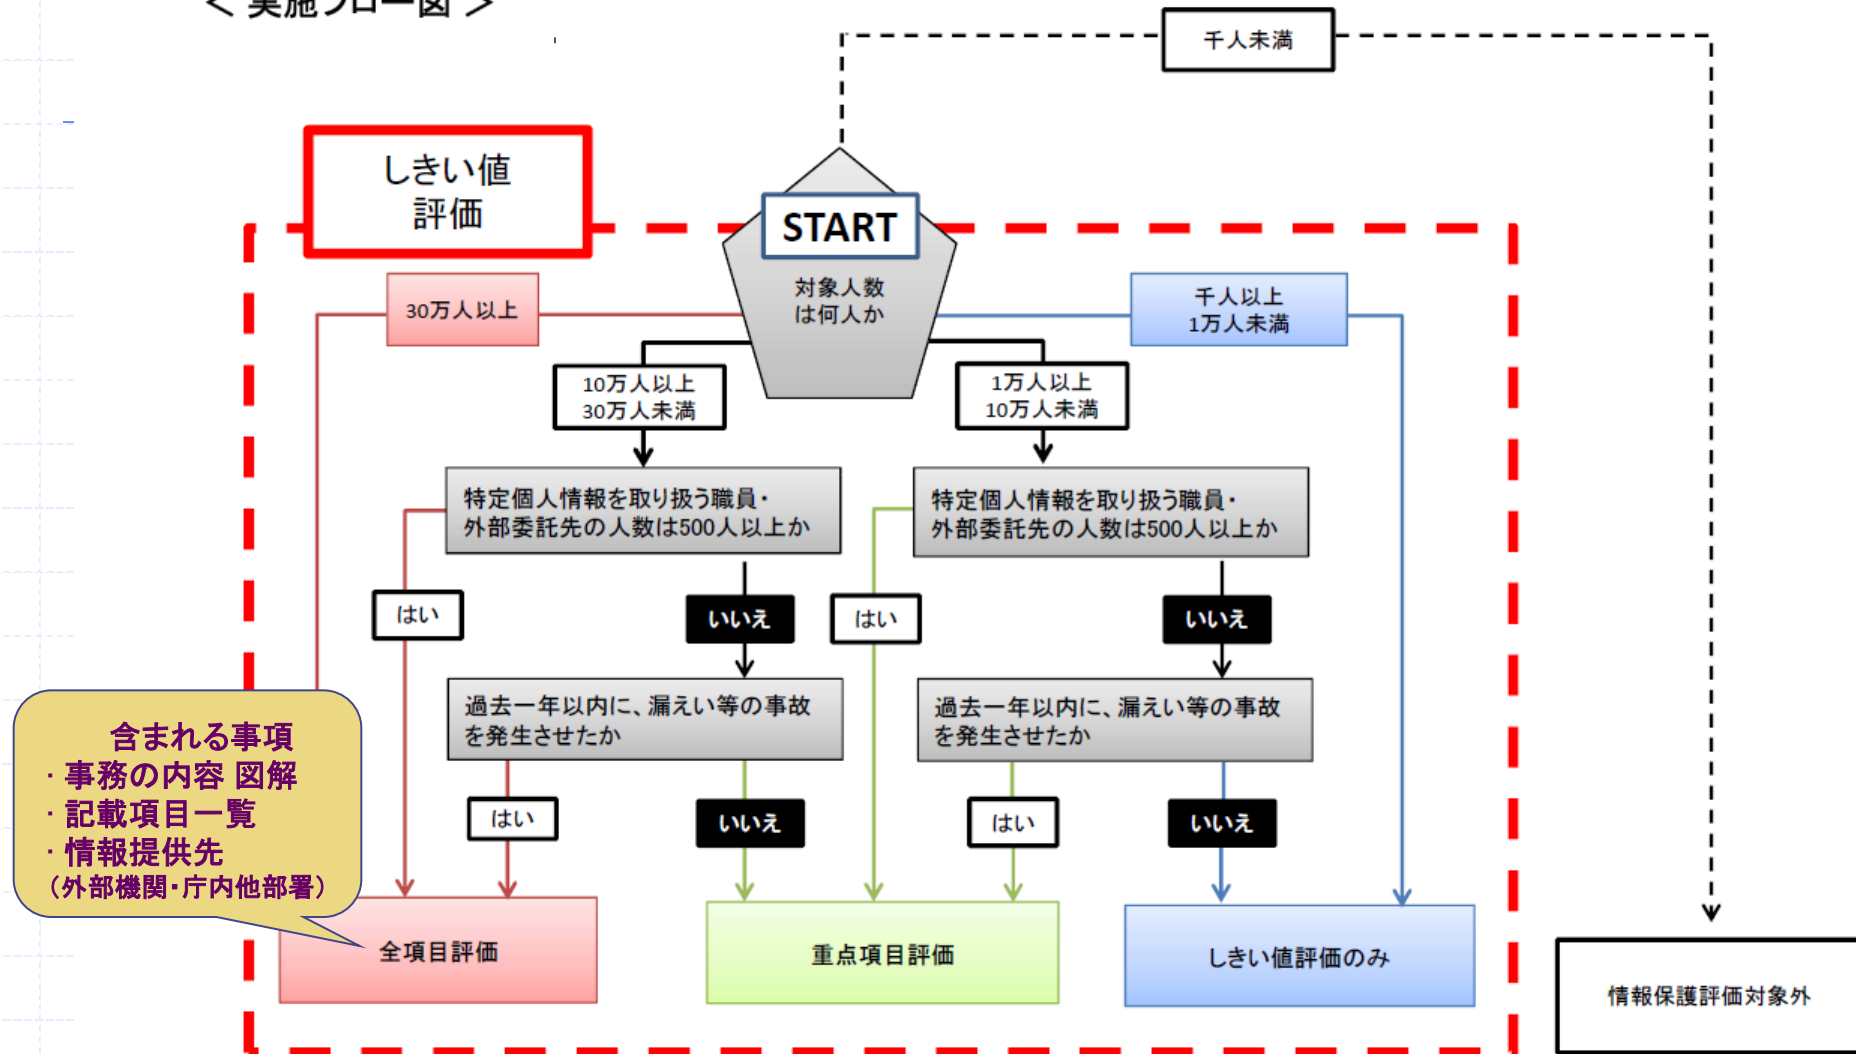 ＜ 実施フロー図 ＞
千人未満
しきい値
評価
START
対象人数
は何人か
30万人以上
千人以上
1万人未満
10万人以上
30万人未満
1万人以上
10万人未満
特定個人情報を取り扱う職員・
外部委託先の人数は500人以上か
特定個人情報を取り扱う職員・
外部委託先の人数は500人以上か
はい
いいえ
はい
いいえ
過去一年以内に、漏えい等の事故
を発生させたか
過去一年以内に、漏えい等の事故
を発生させたか
含まれる事項
・事務の内容 図解
・記載項目一覧
・情報提供先
（外部機関・庁内他部署）
はい
いいえ
はい
いいえ
全項目評価
重点項目評価
しきい値評価のみ
情報保護評価対象外